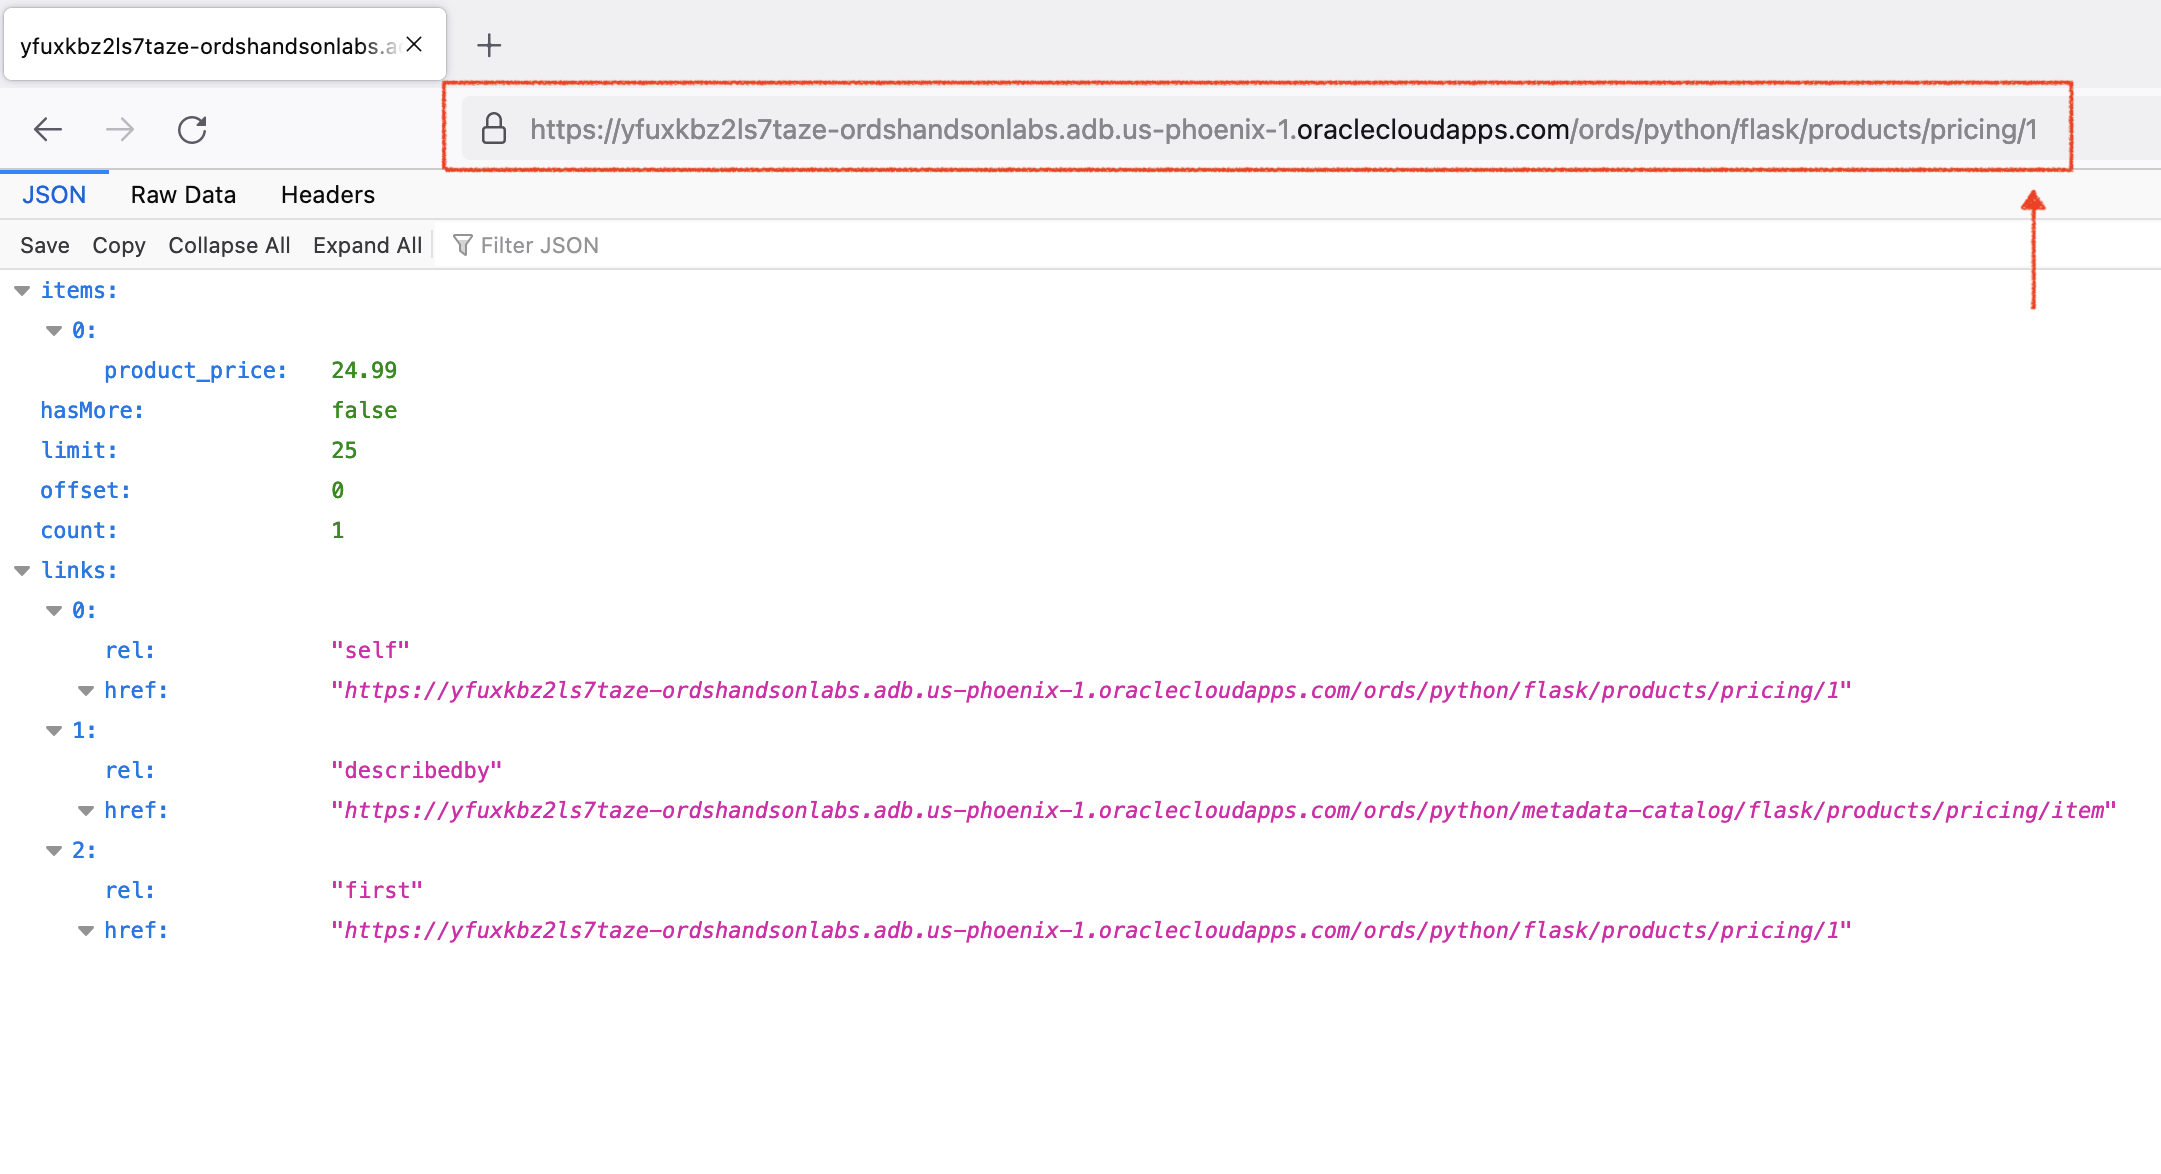 yfuxkbz2ls7taze-ordshandsonlabs.a
https://yfuxkbz2ls7taze-ordshandsonlabs.adb.us-phoenix-1.oraclecloudapps.com/ords/python/flask/products/pricing/1
JSON Raw Data Headers
Save Copy Collapse All Expand All Filter JSON
items:
0:
product_price: 24.99
hasMore: false
limit: 25
offset: 0
count: 1
links:
0:
rel: "self"
href: "https://yfuxkbz2ls7taze-ordshandsonlabs.adb.us-phoenix-1.oraclecloudapps.com/ords/python/flask/products/pricing/1"
1:
rel: "describedby"
href: "https://yfuxkbz2ls7taze-ordshandsonlabs.adb.us-phoenix-1.oraclecloudapps.com/ords/python/metadata-catalog/flask/products/pricing/item"
2:
rel: "first"
href: "https://yfuxkbz2ls7taze-ordshandsonlabs.adb.us-phoenix-1.oraclecloudapps.com/ords/python/flask/products/pricing/1"